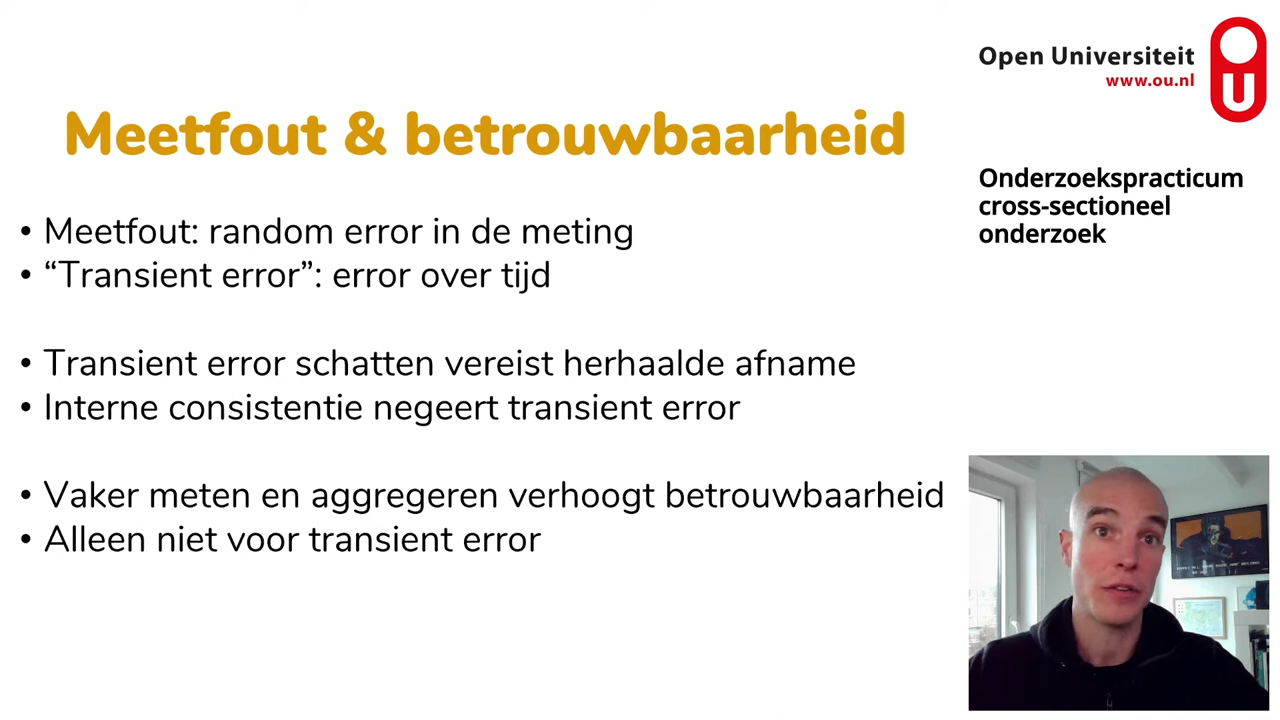 Open Universiteit
www.ou.nl
Meetfout & betrouwbaarheid
Onderzoekspracticum
cross-sectioneel
onderzoek
• Meetfout: random error in de meting
• “Transient error”: error over tijd
• Transient error schatten vereist herhaalde afname
• Interne consistentie negeert transient error
• Vaker meten en aggregeren verhoogt betrouwbaarheid
• Alleen niet voor transient error